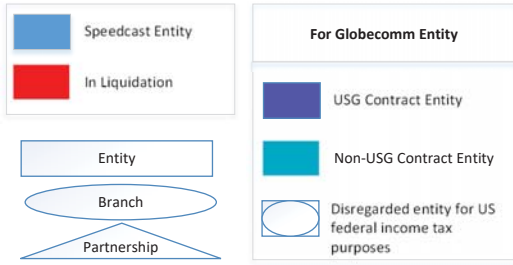 Speedcast Entity
In Liquidation
Entity
Branch
Partnership
For Globecomm Entity
USG Contract Entity
Non-USG Contract Entity
Disregarded entity for US
federal income tax
purposes